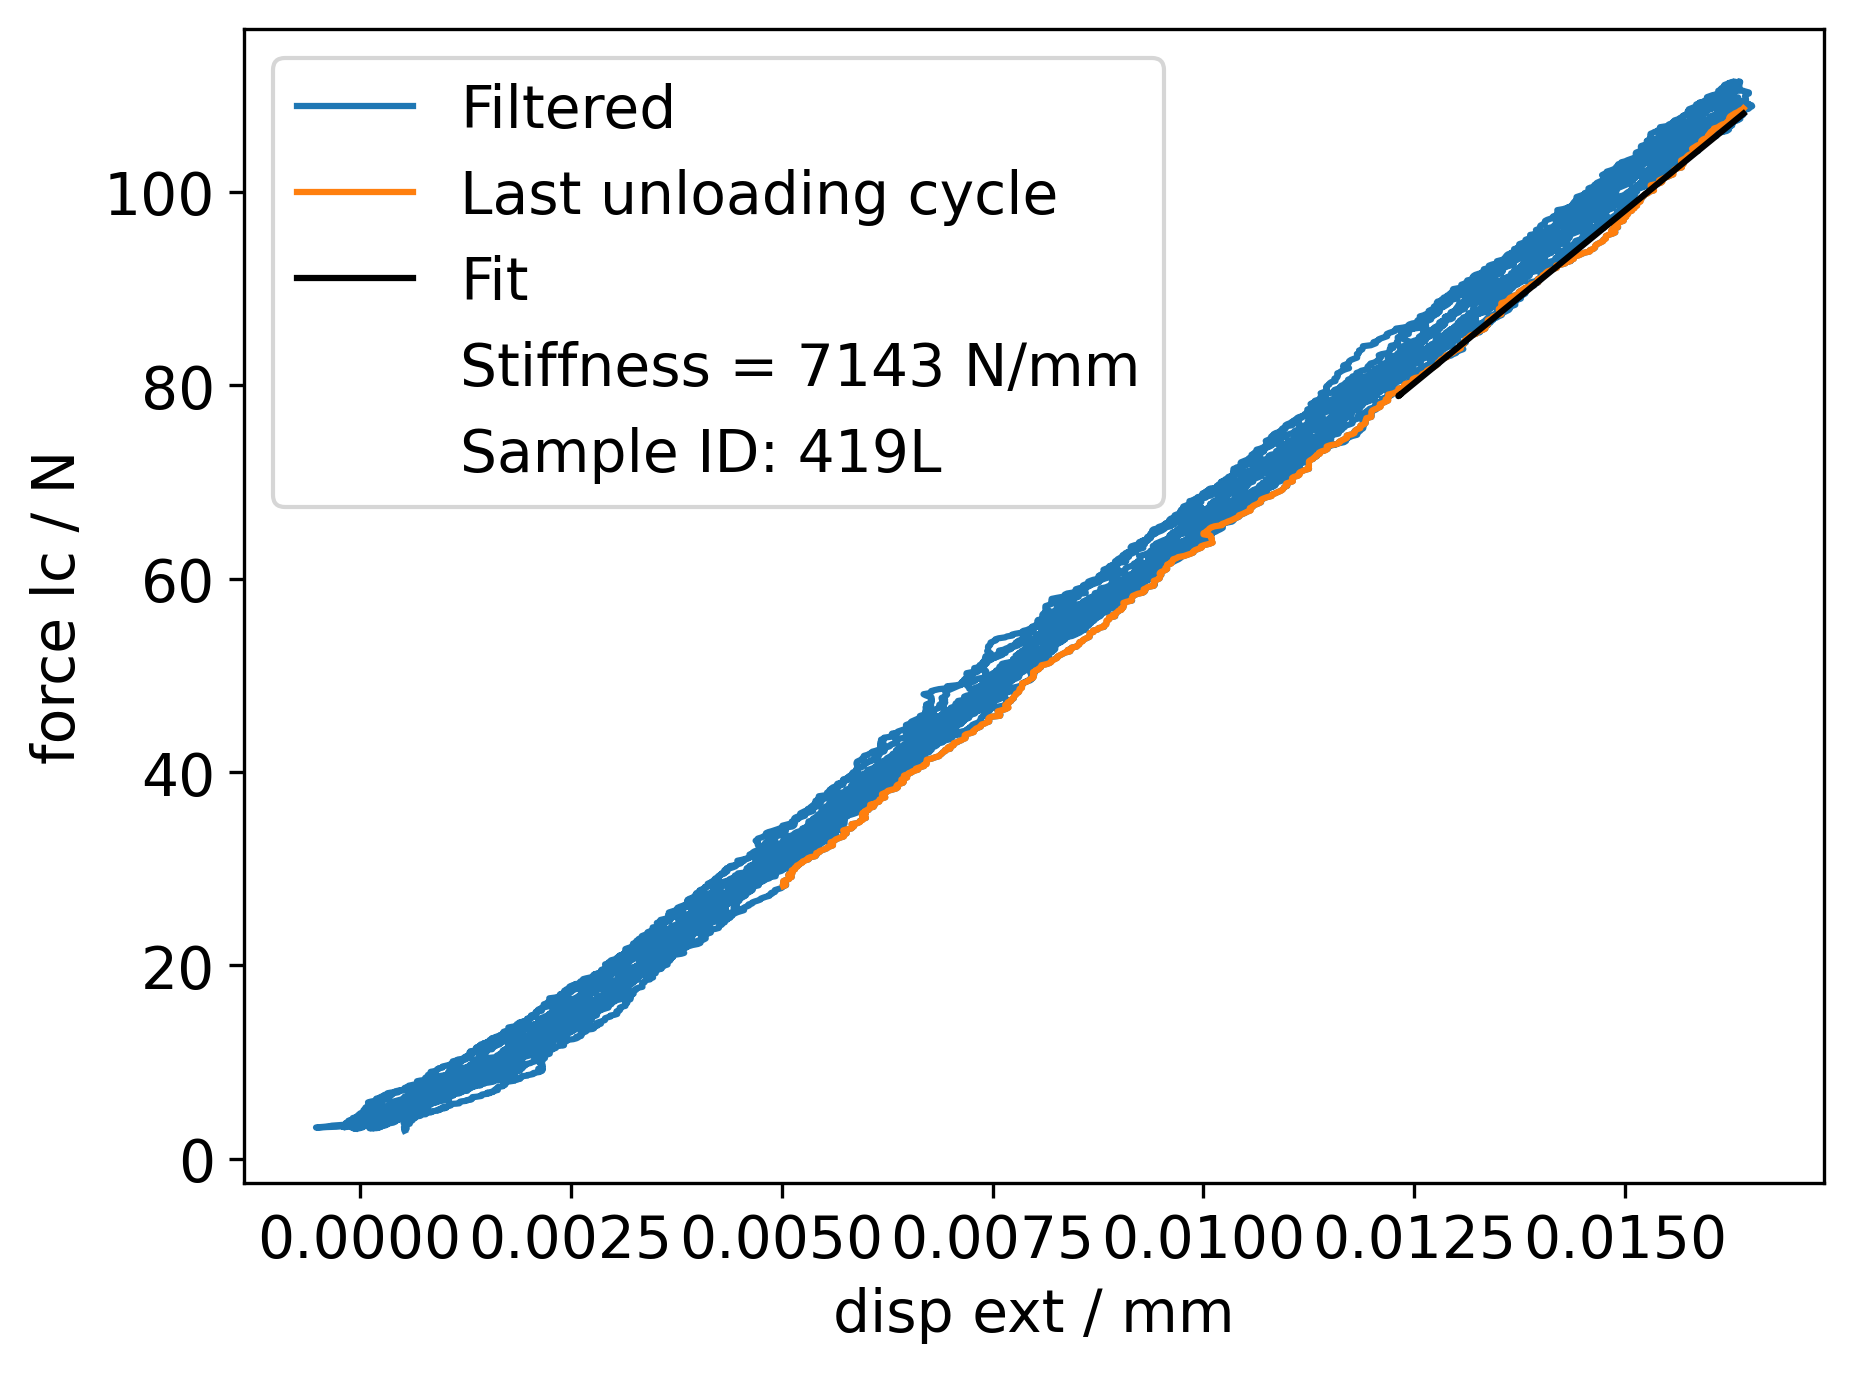 Filtered
Last unloading cycle
Fit
Stiffness = 7143 N/mm
Sample ID: 419L
100
80
60
40
20
0
force lc / N
0.0000 0.0025 0.0050 0.0075 0.0100 0.0125 0.0150
disp ext / mm